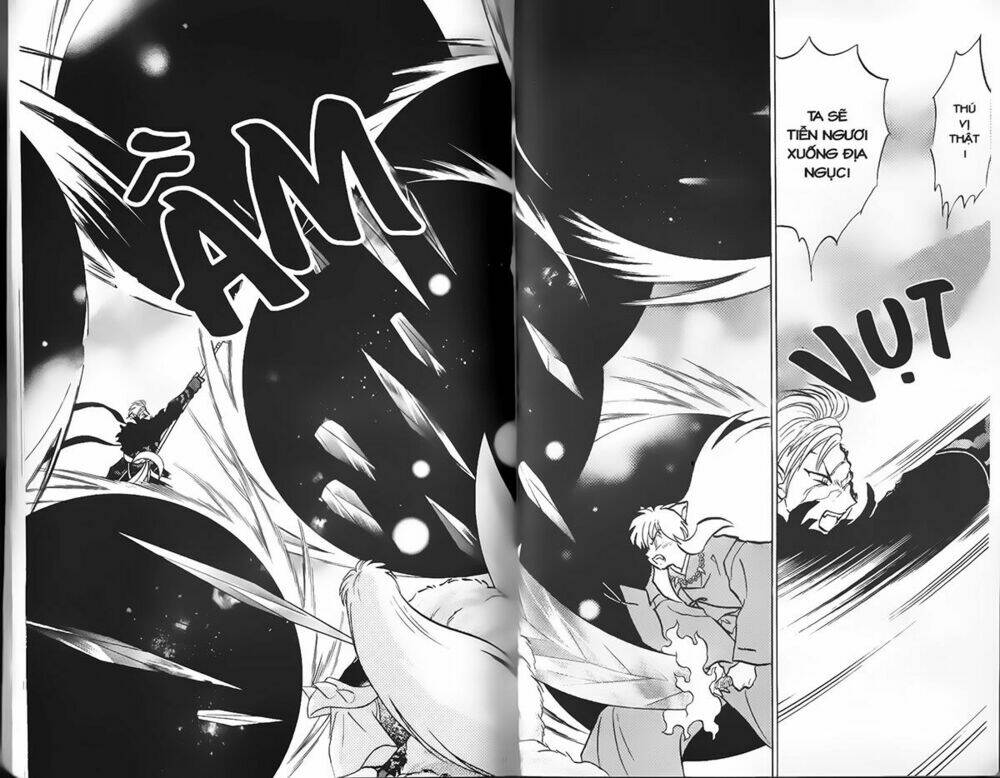 THÚ
VỊ
THẬT
!
TA SẼ
TIỄN NGƯƠI
XUỐNG ĐỊA
NGỤC!
VỤT
ẦM